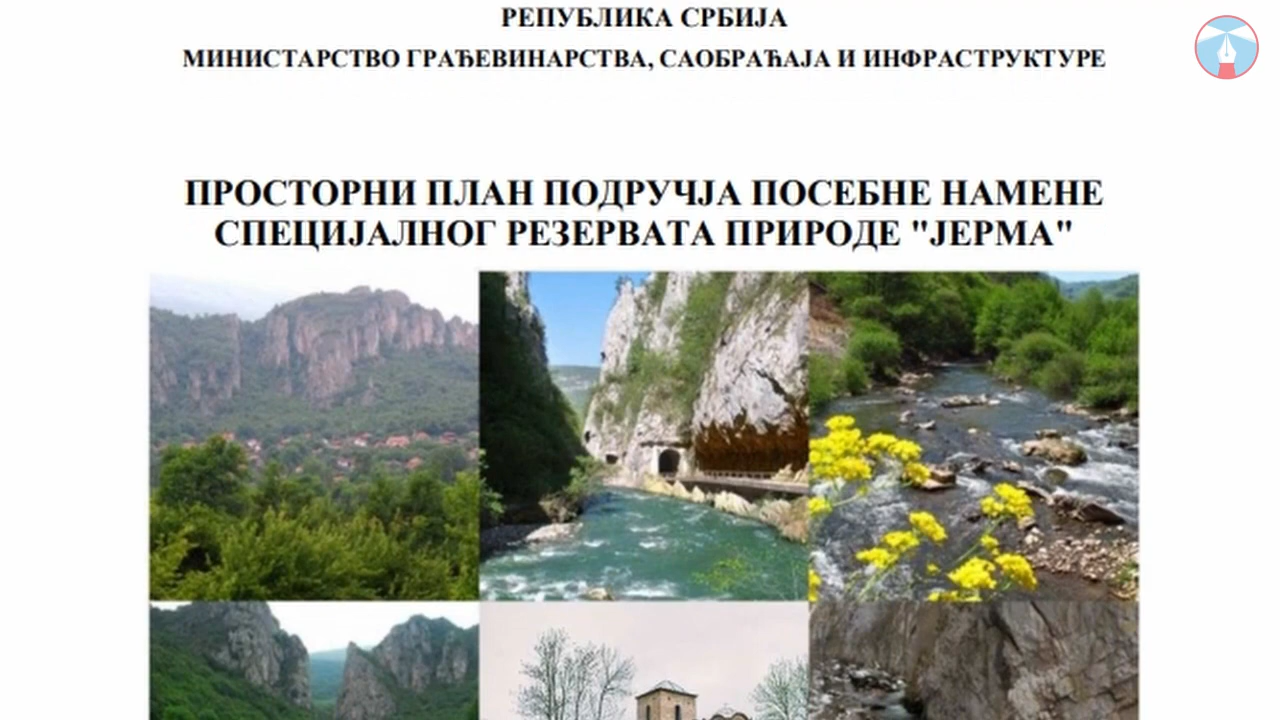 РЕПУБЛИКА СРБИЈА
МИНИСТАРСТВО ГРАЂЕВИНАРСТВА, САОБРАЋАЈА И ИНФРАСТРУКТУРЕ
ПРОСТОРНИ ПЛАН ПОДРУЧЈА ПОСЕБНЕ НАМЕНЕ
СПЕЦИЈАЛНОГ РЕЗЕРВАТА ПРИРОДЕ "ЈЕРМА"